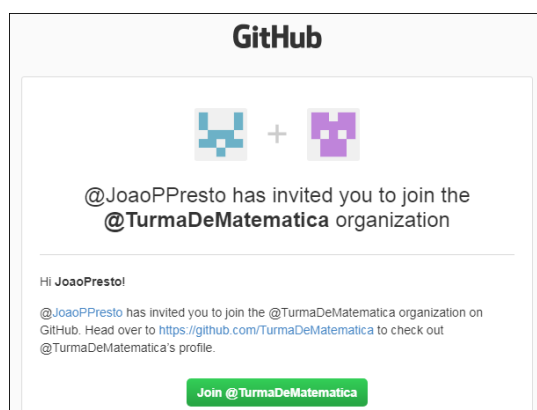 GitHub
+
@JoaoPPresto has invited you to join the
@TurmaDeMatematica organization
Hi JoaoPresto!
@JoaoPPresto has invited you to join the @TurmaDeMatematica organization on
GitHub. Head over to https://github.com/TurmaDeMatematica to check out
@TurmaDeMatematica's profile.
Join @TurmaDeMatematica